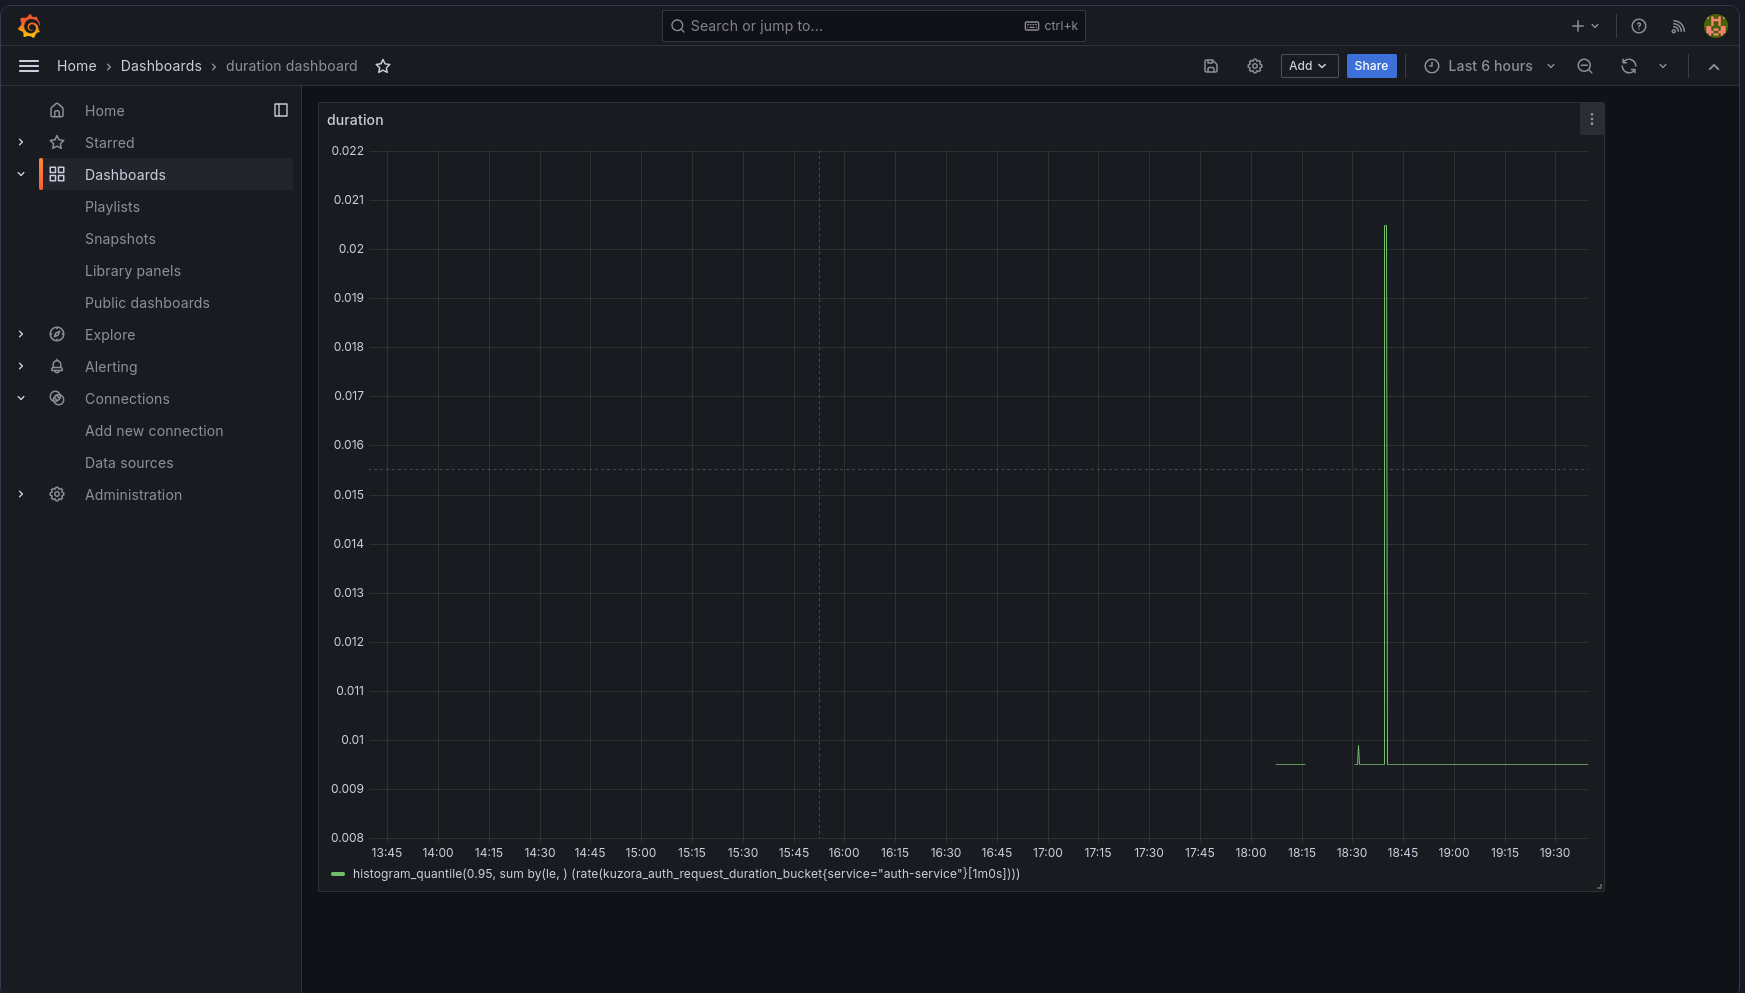 Search or jump to... ctrl+k
Home › Dashboards › duration dashboard
Add
Share
Last 6 hours
Home
Starred
Dashboards
Playlists
Snapshots
Library panels
Public dashboards
Explore
Alerting
Connections
Add new connection
Data sources
Administration
duration
0.022
0.021
0.02
0.019
0.018
0.017
0.016
0.015
0.014
0.013
0.012
0.011
0.01
0.009
0.008
13:45 14:00 14:15 14:30 14:45 15:00 15:15 15:30 15:45 16:00 16:15 16:30 16:45 17:00 17:15 17:30 17:45 18:00 18:15 18:30 18:45 19:00 19:15 19:30
histogram_quantile(0.95, sum by(le, ) (rate(kuzora_auth_request_duration_bucket{service="auth-service"}[1m0s])))